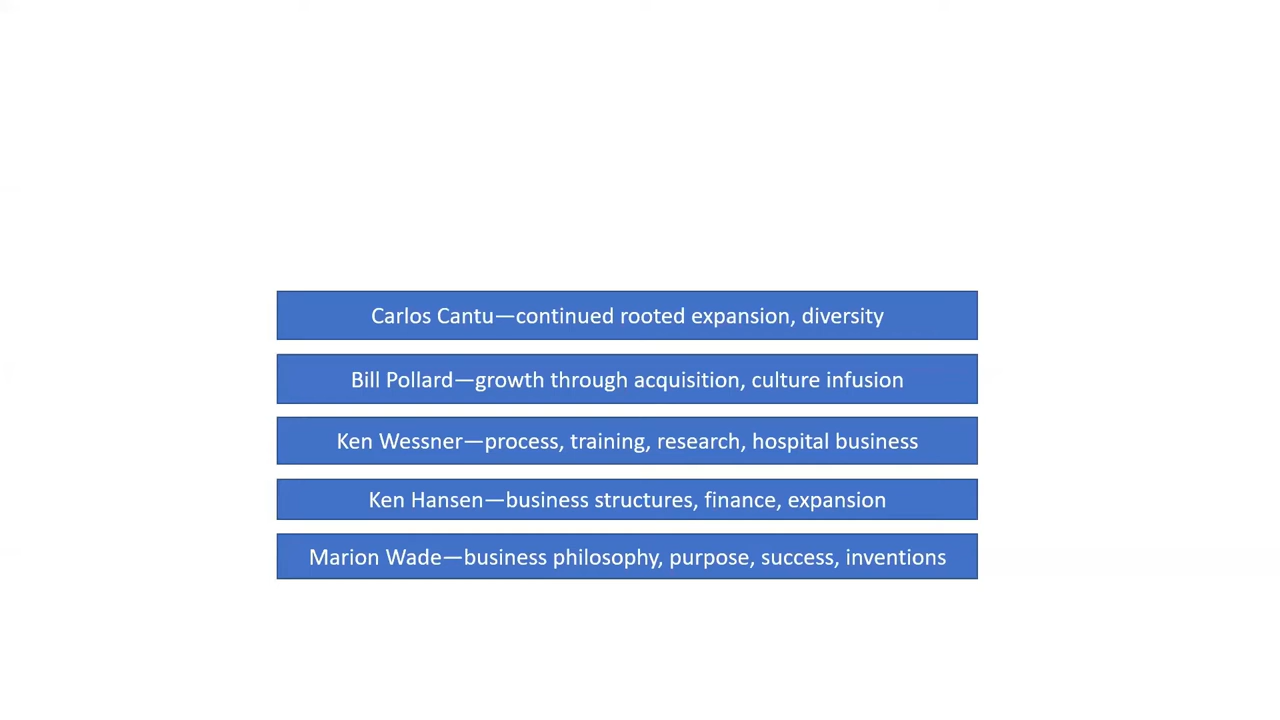 Carlos Cantu—continued rooted expansion, diversity
Bill Pollard—growth through acquisition, culture infusion
Ken Wessner—process, training, research, hospital business
Ken Hansen—business structures, finance, expansion
Marion Wade—business philosophy, purpose, success, inventions